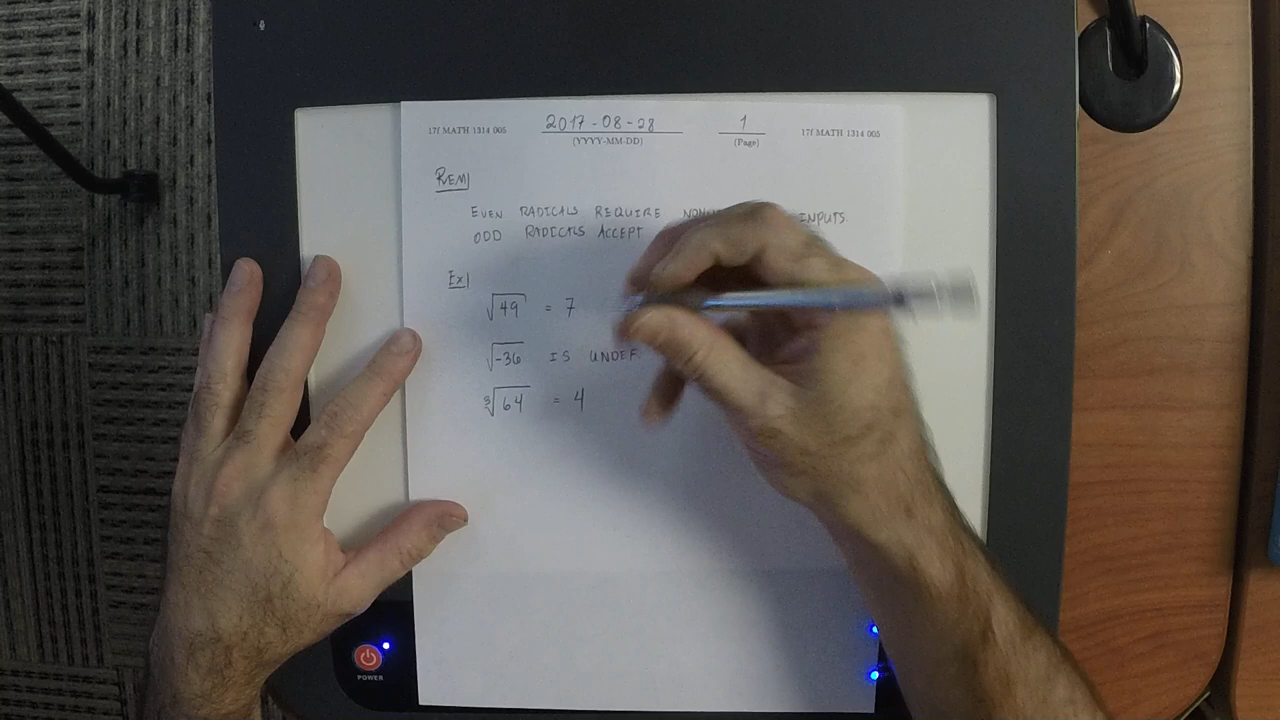 17f MATH 1314 005 2017-08-28 1 17f MATH 1314 005
(YYYY-MM-DD) (Page)
REM
EVEN RADICALS REQUIRE INPUTS.
ODD RADICALS ACCEPT
EX
√49 = 7
√-36 IS UNDEF
∛64 = 4
POWER